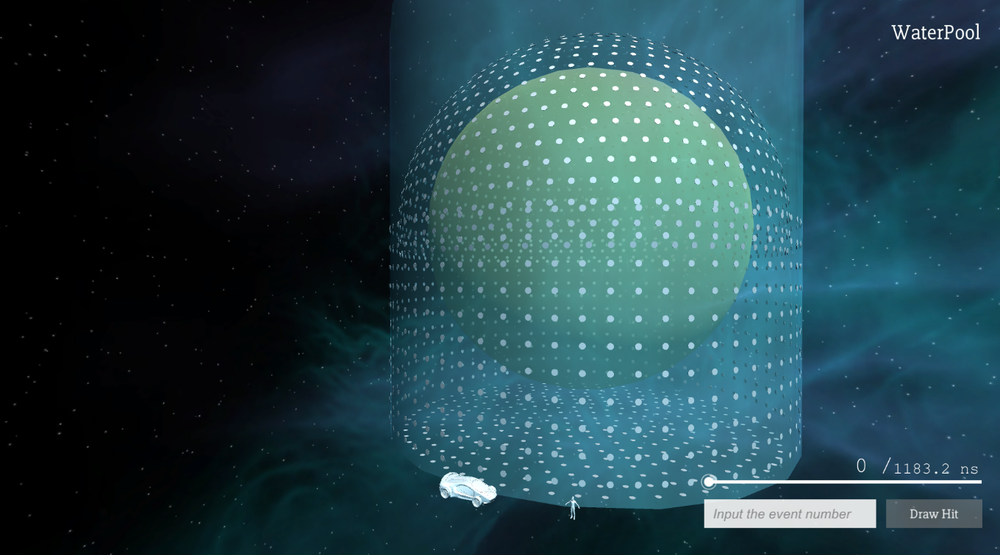 WaterPool
0 /1183.2 ns
Input the event number
Draw Hit